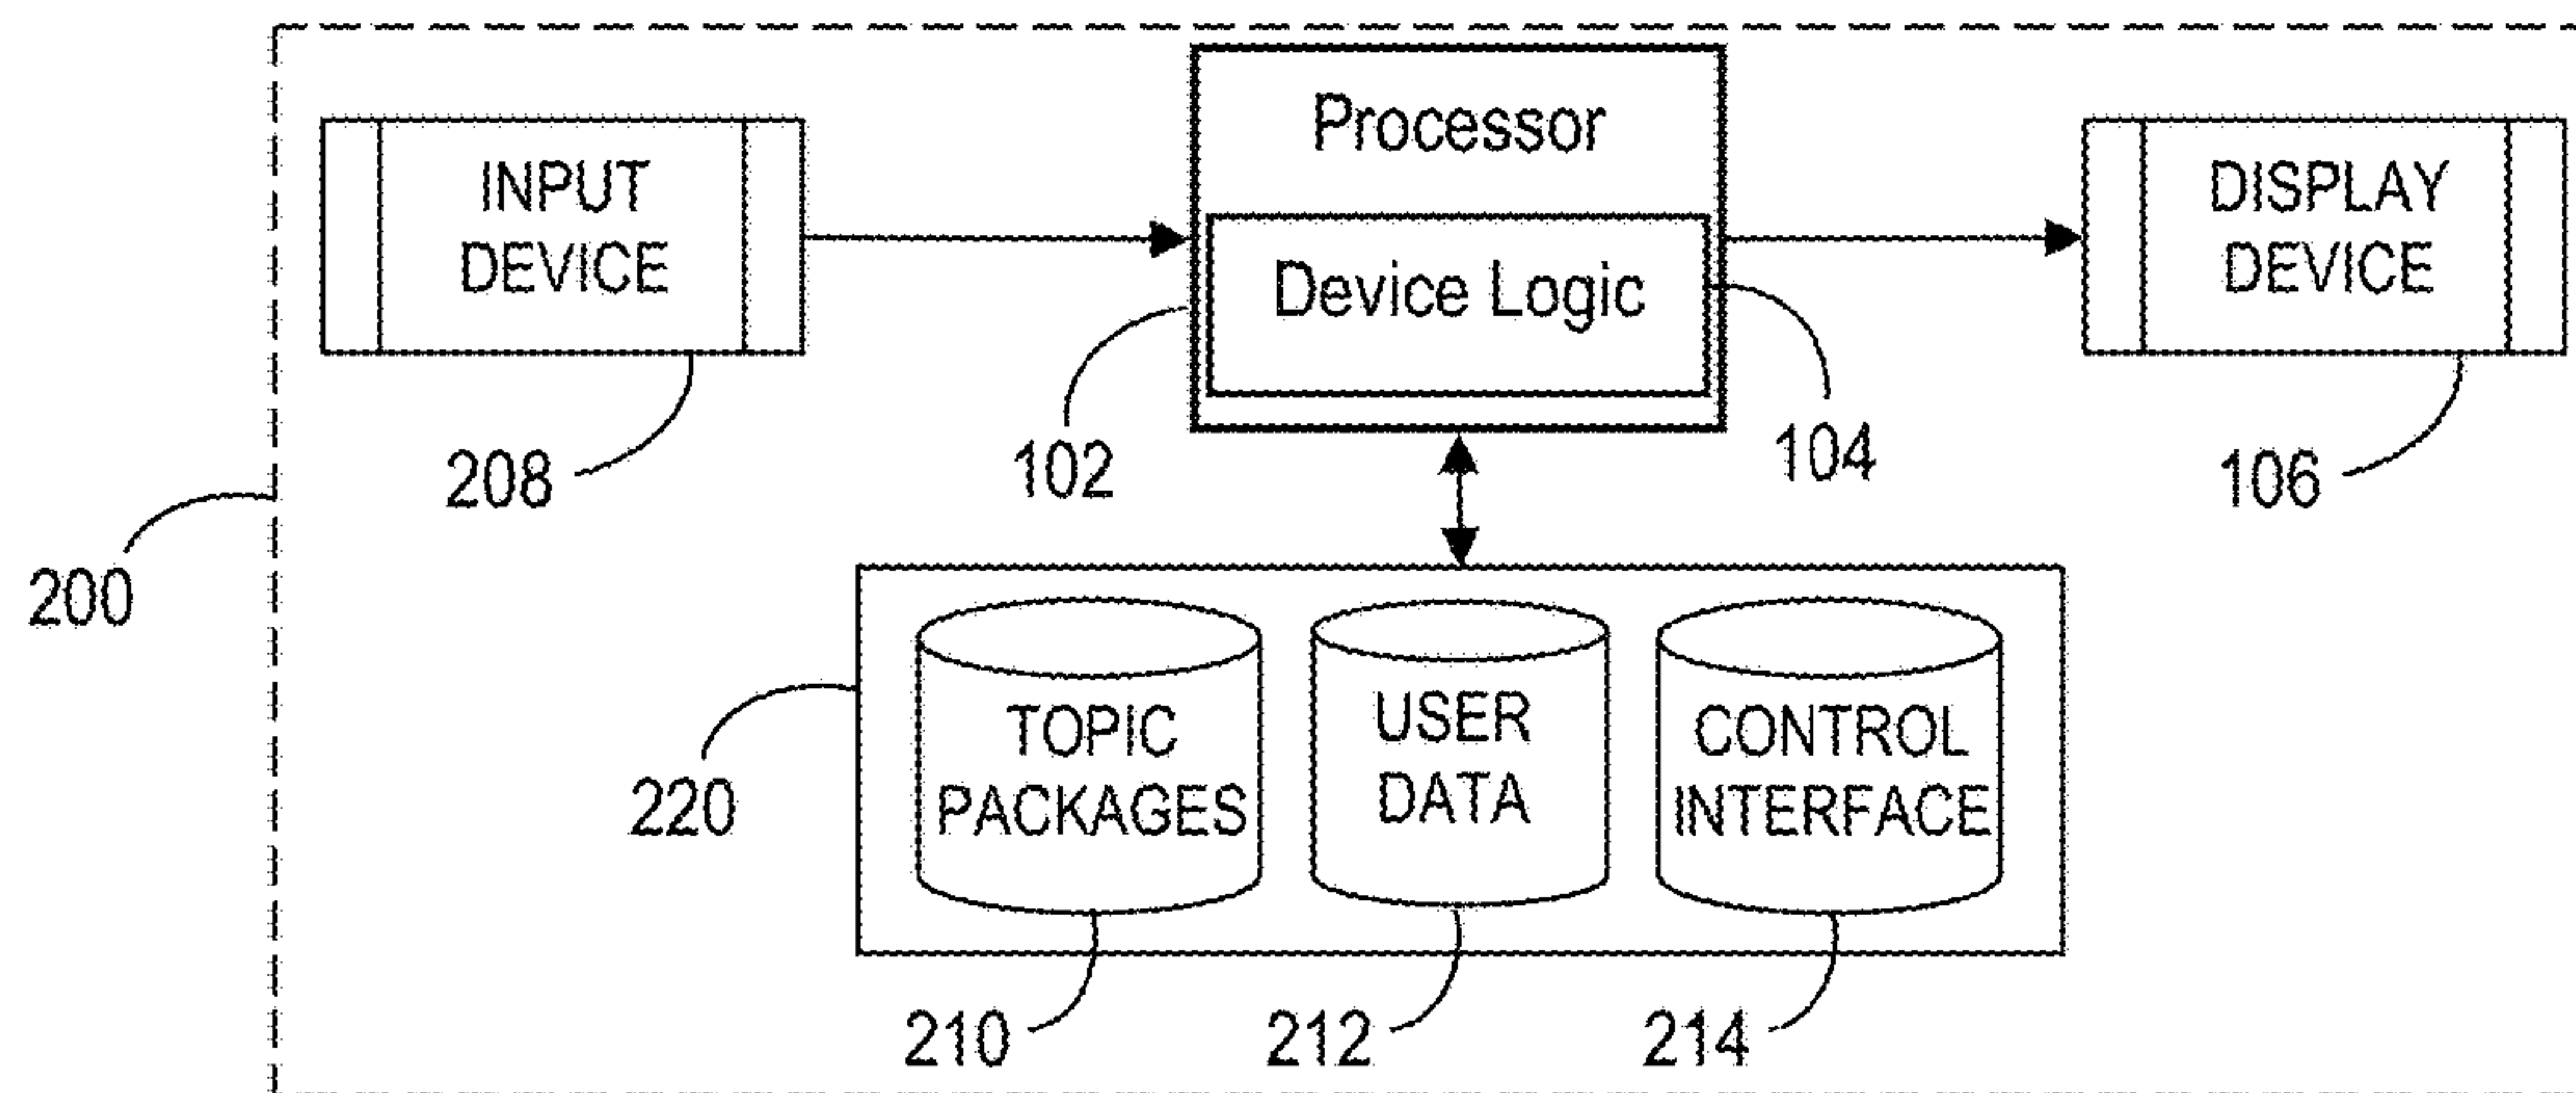 Processor
INPUT
DEVICE
Device Logic
DISPLAY
DEVICE
208
102
104
106
200
TOPIC
PACKAGES
USER
DATA
CONTROL
INTERFACE
220
210
212
214